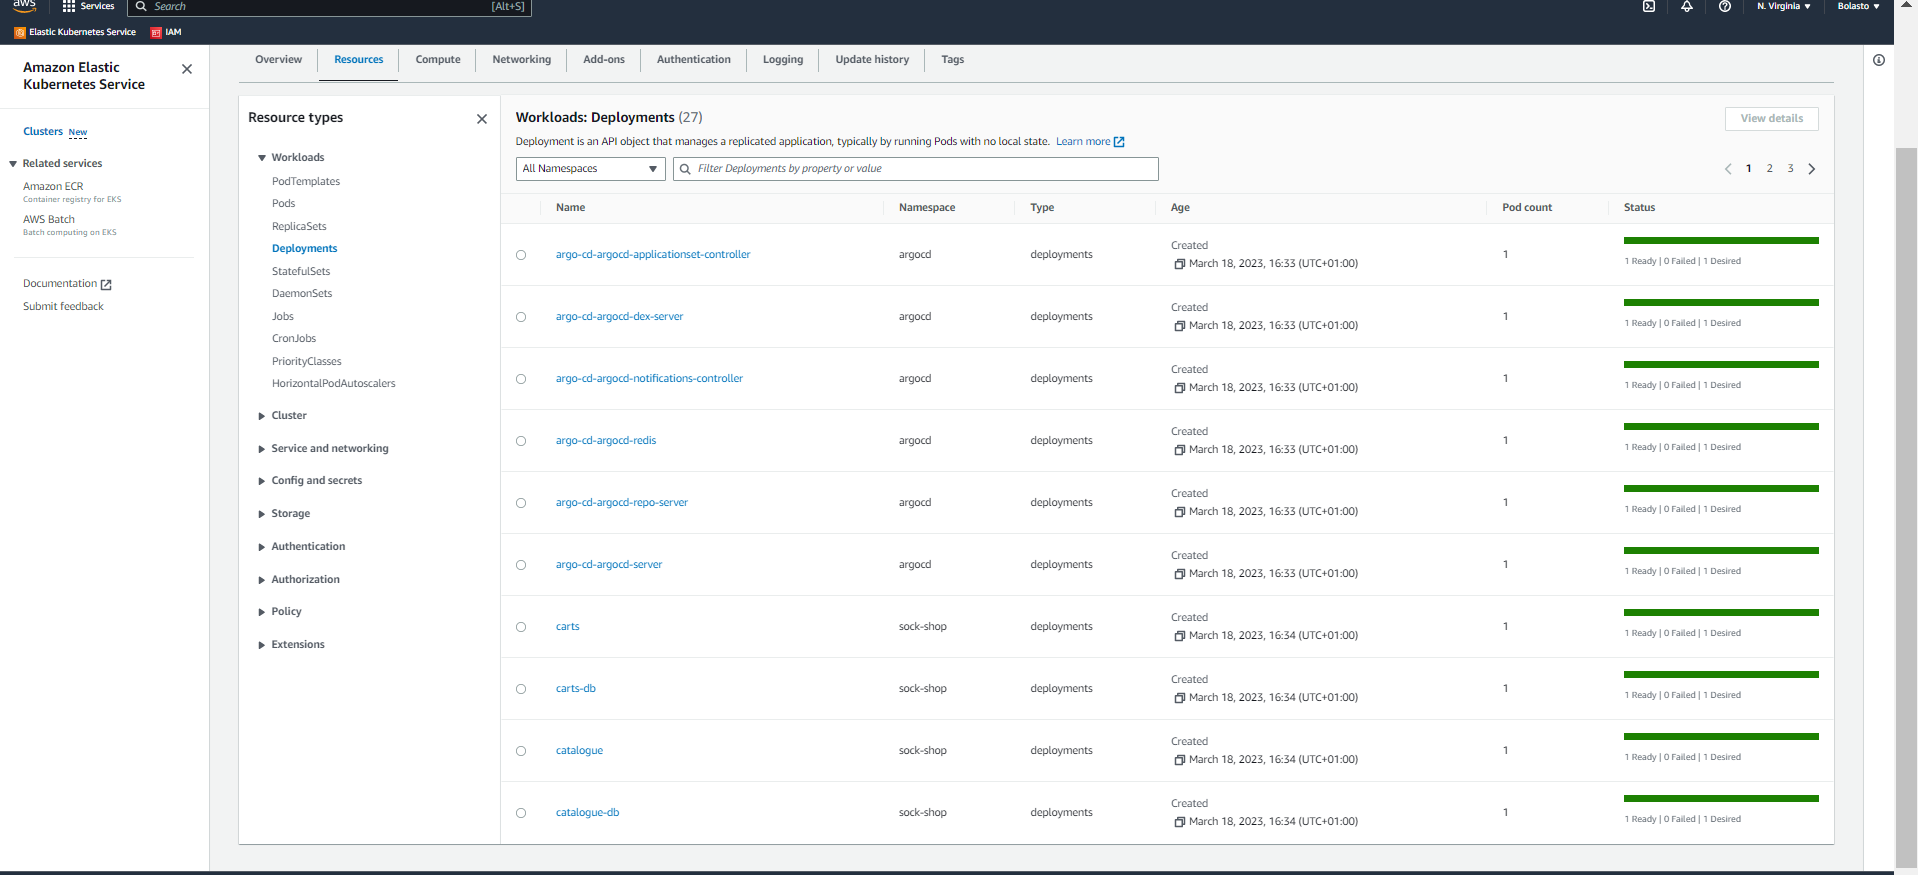 aws
Services
Search
[Alt+S]
N. Virginia
Bolasto
Elastic Kubernetes Service
IAM
Amazon Elastic
Kubernetes Service
Clusters New
Related services
Amazon ECR
Container registry for EKS
AWS Batch
Batch computing on EKS
Documentation
Submit feedback
Overview
Resources
Compute
Networking
Add-ons
Authentication
Logging
Update history
Tags
Resource types
Workloads
PodTemplates
Pods
ReplicaSets
Deployments
StatefulSets
DaemonSets
Jobs
CronJobs
PriorityClasses
HorizontalPodAutoscalers
Cluster
Service and networking
Config and secrets
Storage
Authentication
Authorization
Policy
Extensions
Workloads: Deployments (27)
View details
Deployment is an API object that manages a replicated application, typically by running Pods with no local state. Learn more
All Namespaces
Filter Deployments by property or value
1 2 3
Name Namespace Type Age Pod count Status
argo-cd-argocd-applicationset-controller argocd deployments Created 1
March 18, 2023, 16:33 (UTC+01:00) 1 Ready | 0 Failed | 1 Desired
argo-cd-argocd-dex-server argocd deployments Created 1
March 18, 2023, 16:33 (UTC+01:00) 1 Ready | 0 Failed | 1 Desired
argo-cd-argocd-notifications-controller argocd deployments Created 1
March 18, 2023, 16:33 (UTC+01:00) 1 Ready | 0 Failed | 1 Desired
argo-cd-argocd-redis argocd deployments Created 1
March 18, 2023, 16:33 (UTC+01:00) 1 Ready | 0 Failed | 1 Desired
argo-cd-argocd-repo-server argocd deployments Created 1
March 18, 2023, 16:33 (UTC+01:00) 1 Ready | 0 Failed | 1 Desired
argo-cd-argocd-server argocd deployments Created 1
March 18, 2023, 16:33 (UTC+01:00) 1 Ready | 0 Failed | 1 Desired
carts sock-shop deployments Created 1
March 18, 2023, 16:34 (UTC+01:00) 1 Ready | 0 Failed | 1 Desired
carts-db sock-shop deployments Created 1
March 18, 2023, 16:34 (UTC+01:00) 1 Ready | 0 Failed | 1 Desired
catalogue sock-shop deployments Created 1
March 18, 2023, 16:34 (UTC+01:00) 1 Ready | 0 Failed | 1 Desired
catalogue-db sock-shop deployments Created 1
March 18, 2023, 16:34 (UTC+01:00) 1 Ready | 0 Failed | 1 Desired